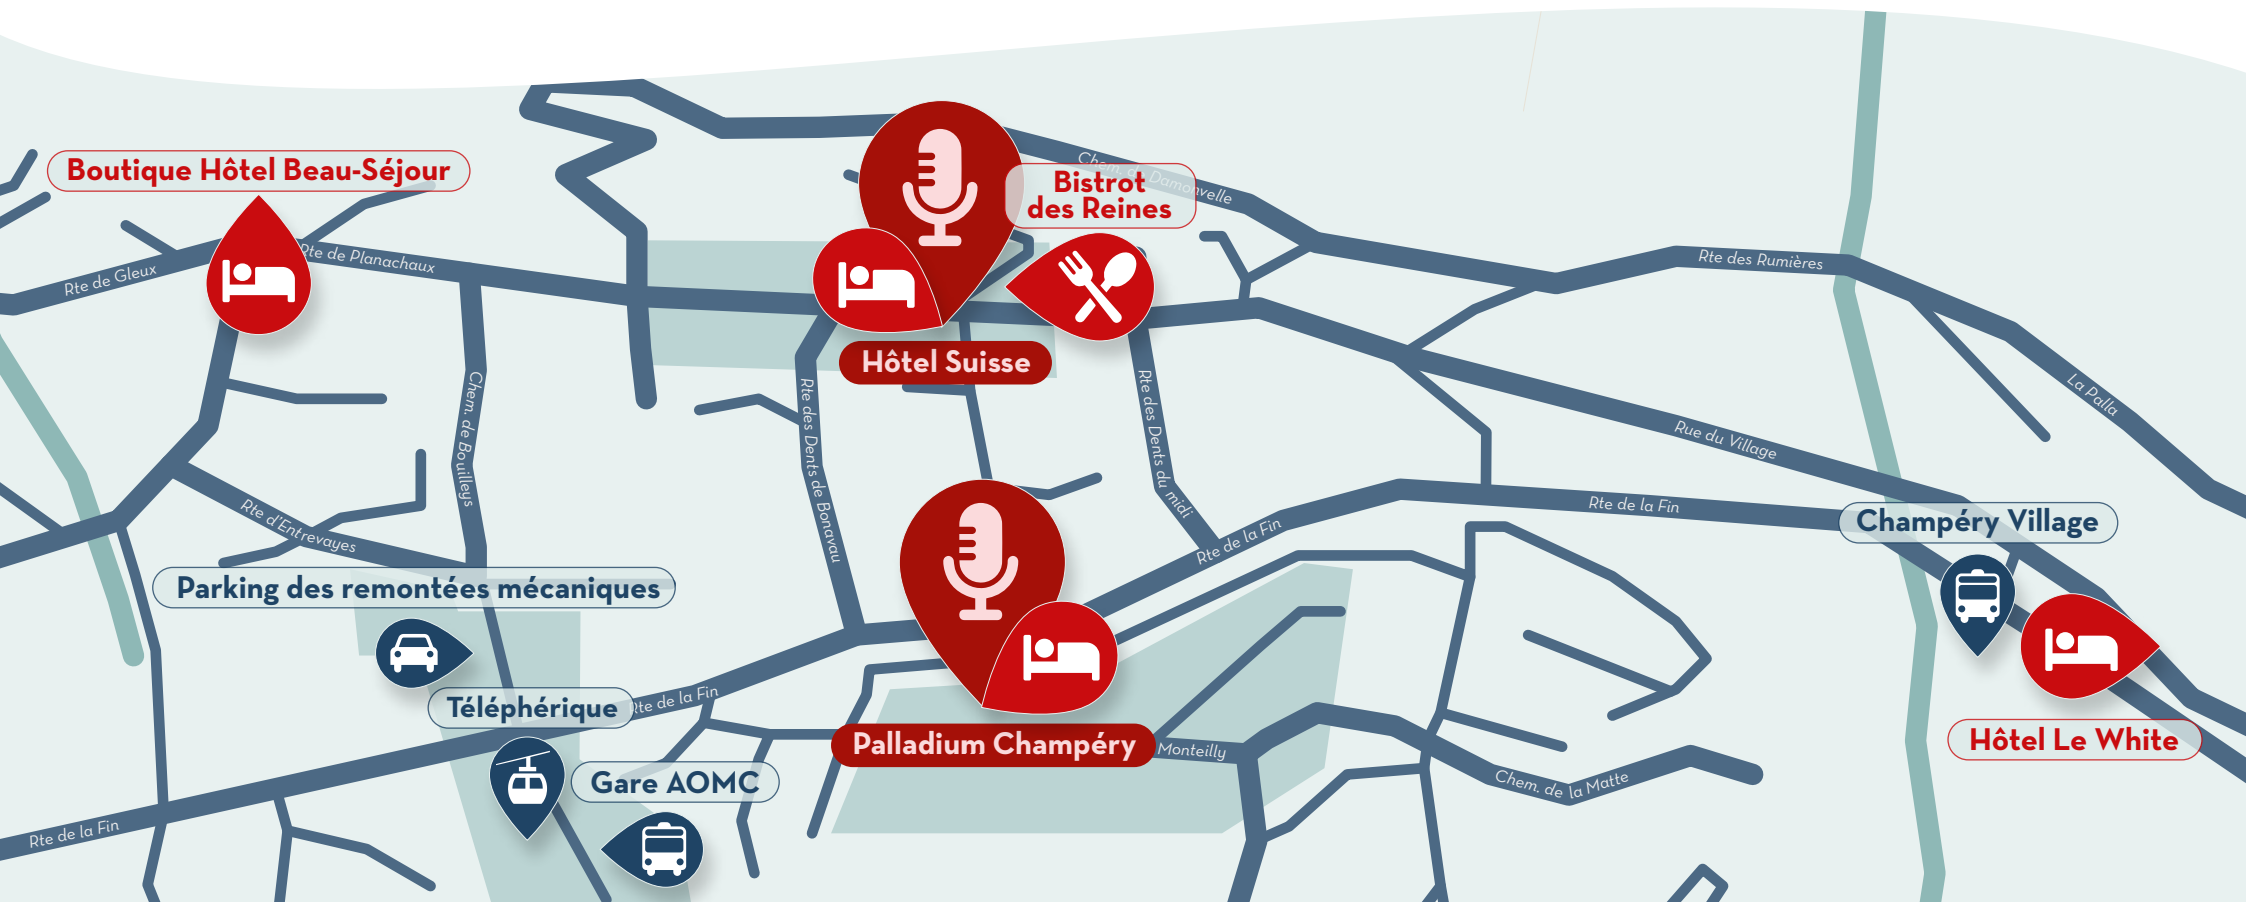 Chem. de Damonvelle
Boutique Hôtel Beau-Séjour
Bistrot
des Reines
Rte de Gleux
Rte de Planachaux
Rte des Rumières
Hôtel Suisse
La Palla
Chem. de Bouilleys
Rte des Dents de Bonavau
Rte des Dents du midi
Rue du Village
Rte d'Entrevayes
Rte de la Fin
Rte de la Fin
Champéry Village
Parking des remontées mécaniques
Téléphérique
Rte de la Fin
Palladium Champéry
Monteilly
Hôtel Le White
Gare AOMC
Chem. de la Matte
Rte de la Fin